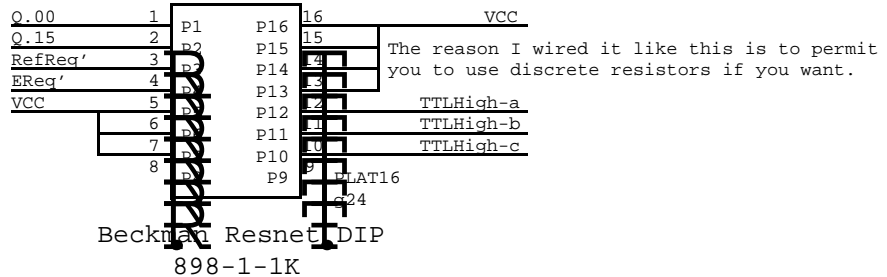 Q.00 1 P1 P16 16 VCC
Q.15 2 P2 P15 15
RefReq' 3 P3 P14 14
EReq' 4 P13 13
VCC 5 P12 12 TTLHigh-a
6 P11 11 TTLHigh-b
7 P10 10 TTLHigh-c
8 P9 9
The reason I wired it like this is to permit
you to use discrete resistors if you want.
PLAT16
g24
Beckman Resnet DIP
898-1-1K